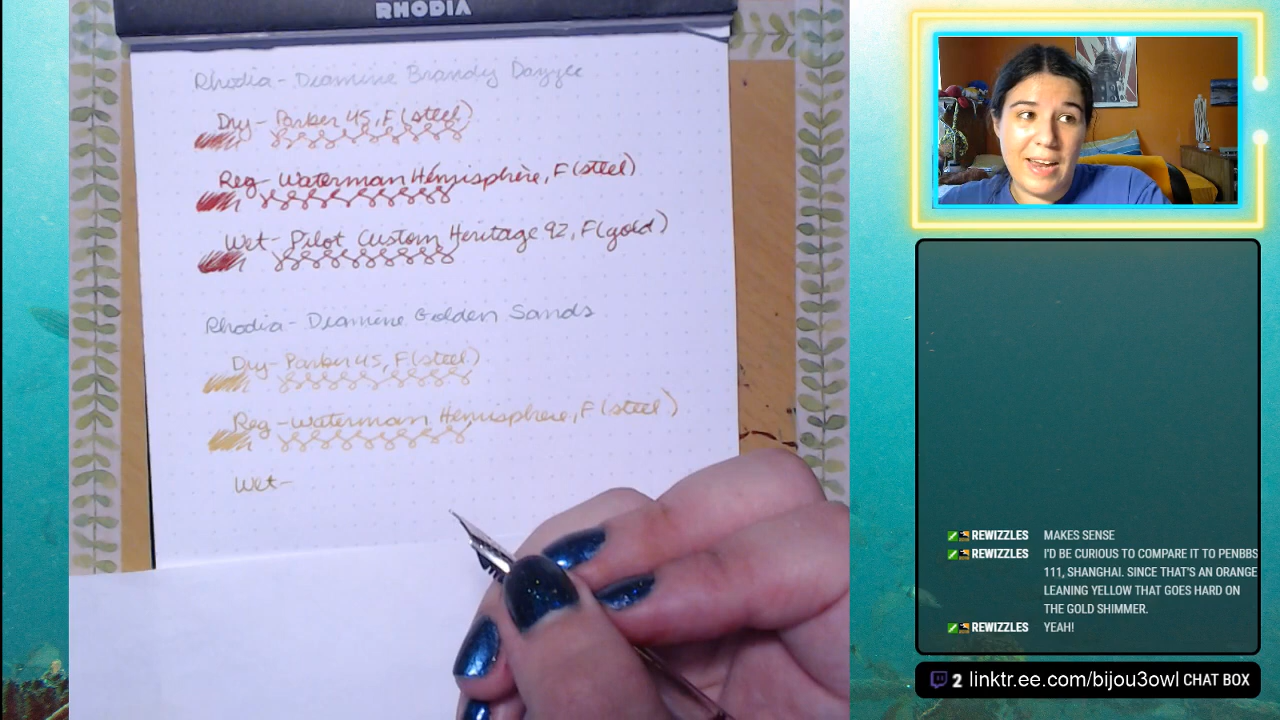 RHODIA
Rhodia - Diamine Brandy Dazzle
Dry - Parker 45, F (steel)
Reg - Waterman Hémisphère, F (steel)
Wet - Pilot Custom Heritage 92, F (gold)
Rhodia - Diamine Golden Sands
Dry - Parker 45, F (steel)
Reg - Waterman Hemisphere, F (steel)
Wet -
REWIZZLES MAKES SENSE
REWIZZLES I'D BE CURIOUS TO COMPARE IT TO PENBBS
111, SHANGHAI. SINCE THAT'S AN ORANGE
LEANING YELLOW THAT GOES HARD ON
THE GOLD SHIMMER.
REWIZZLES YEAH!
2 linktr.ee.com/bijou3owl CHAT BOX